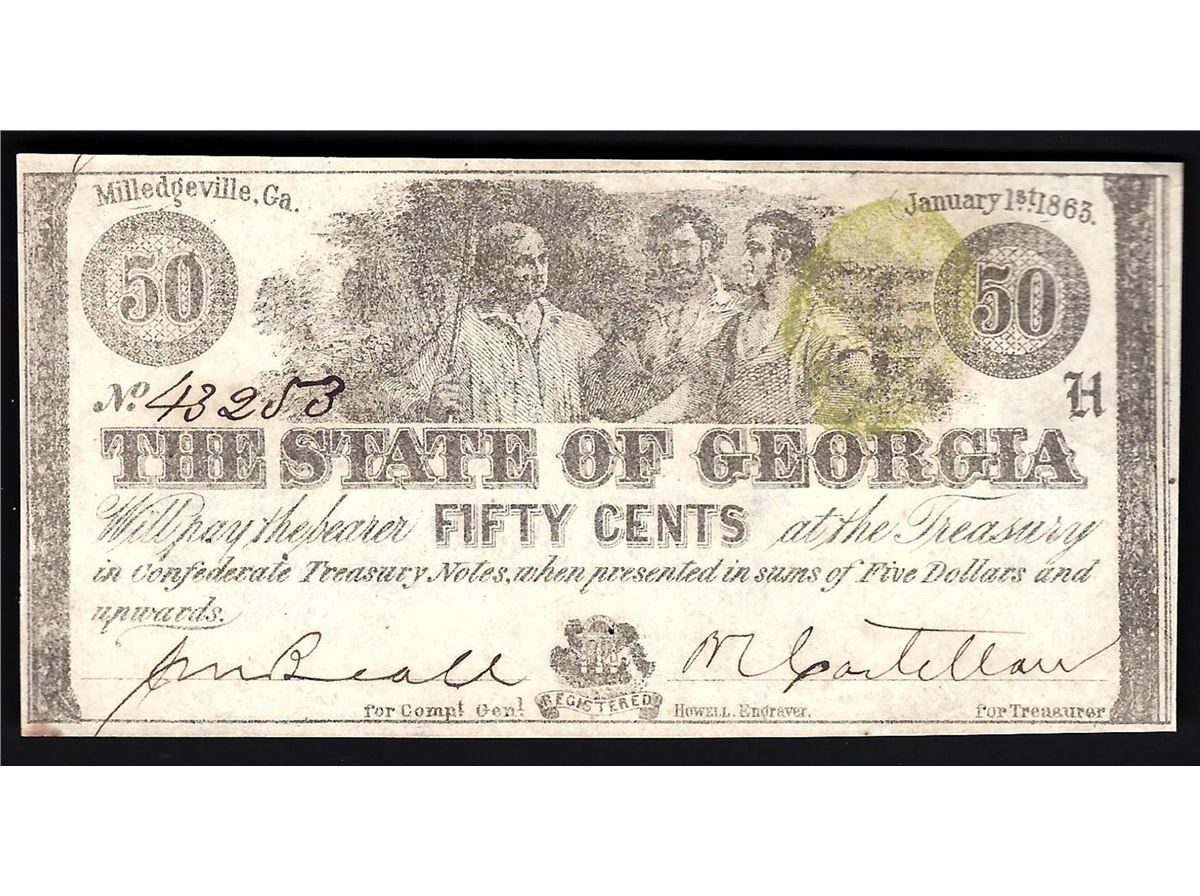 Milledgeville, Ga.
January 1st. 1863.
50
50
No. 43253
H
THE STATE OF GEORGIA
Will pay the bearer FIFTY CENTS at the Treasury
in Confederate Treasury Notes, when presented in sums of Five Dollars and
upwards.
Jm Beall
for Compt. Genl.
REGISTERED
HOWELL. Engraver.
for Treasurer